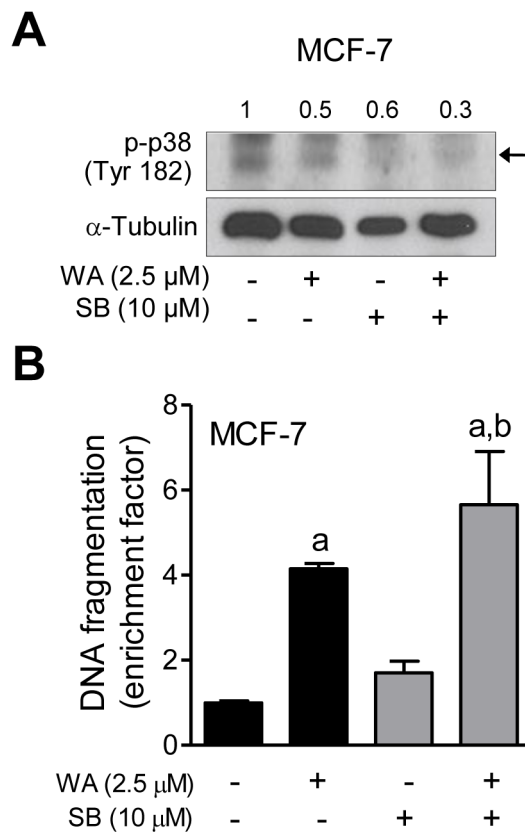 A
MCF-7
1 0.5 0.6 0.3
p-p38
(Tyr 182)
α-Tubulin
WA (2.5 µM) - + - +
SB (10 µM) - - + +
B
8
6
4
2
0
MCF-7
a
a,b
DNA fragmentation
(enrichment factor)
WA (2.5 µM) - + - +
SB (10 µM) - - + +